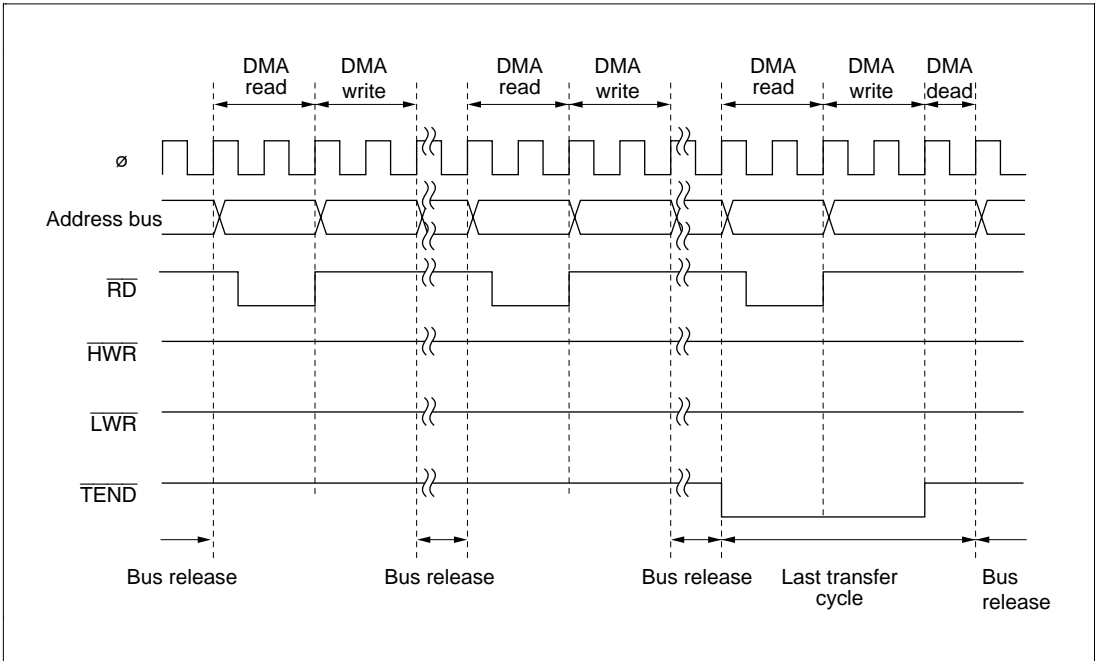 DMA read
DMA write
DMA read
DMA write
DMA read
DMA write
DMA dead
ø
Address bus
RD
HWR
LWR
TEND
Bus release
Bus release
Bus release
Last transfer cycle
Bus release